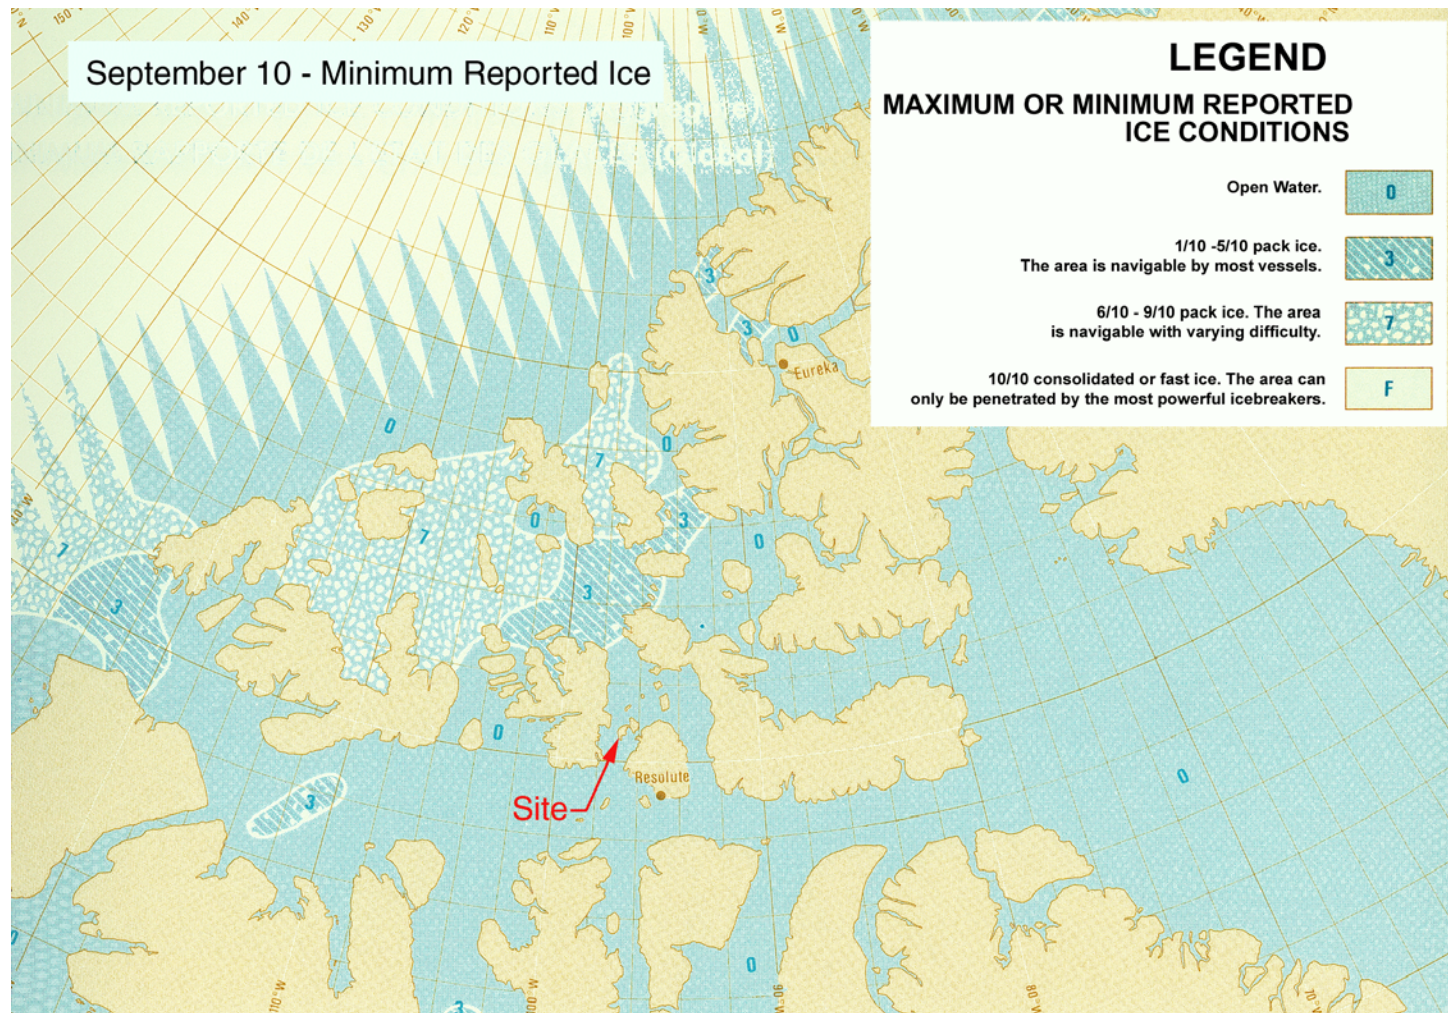 150°W
140°W
130°W
120°W
110°W
100°W
September 10 - Minimum Reported Ice
(Global)
LEGEND
MAXIMUM OR MINIMUM REPORTED
ICE CONDITIONS
Open Water.
0
1/10 -5/10 pack ice.
The area is navigable by most vessels.
3
6/10 - 9/10 pack ice. The area
is navigable with varying difficulty.
7
10/10 consolidated or fast ice. The area can
only be penetrated by the most powerful icebreakers.
F
3
3
0
Eureka
0
0
7
7
0
3
0
7
3
3
0
Resolute
Site
3
0
0
0
3
110°W
100°W
90°W
80°W
70°W